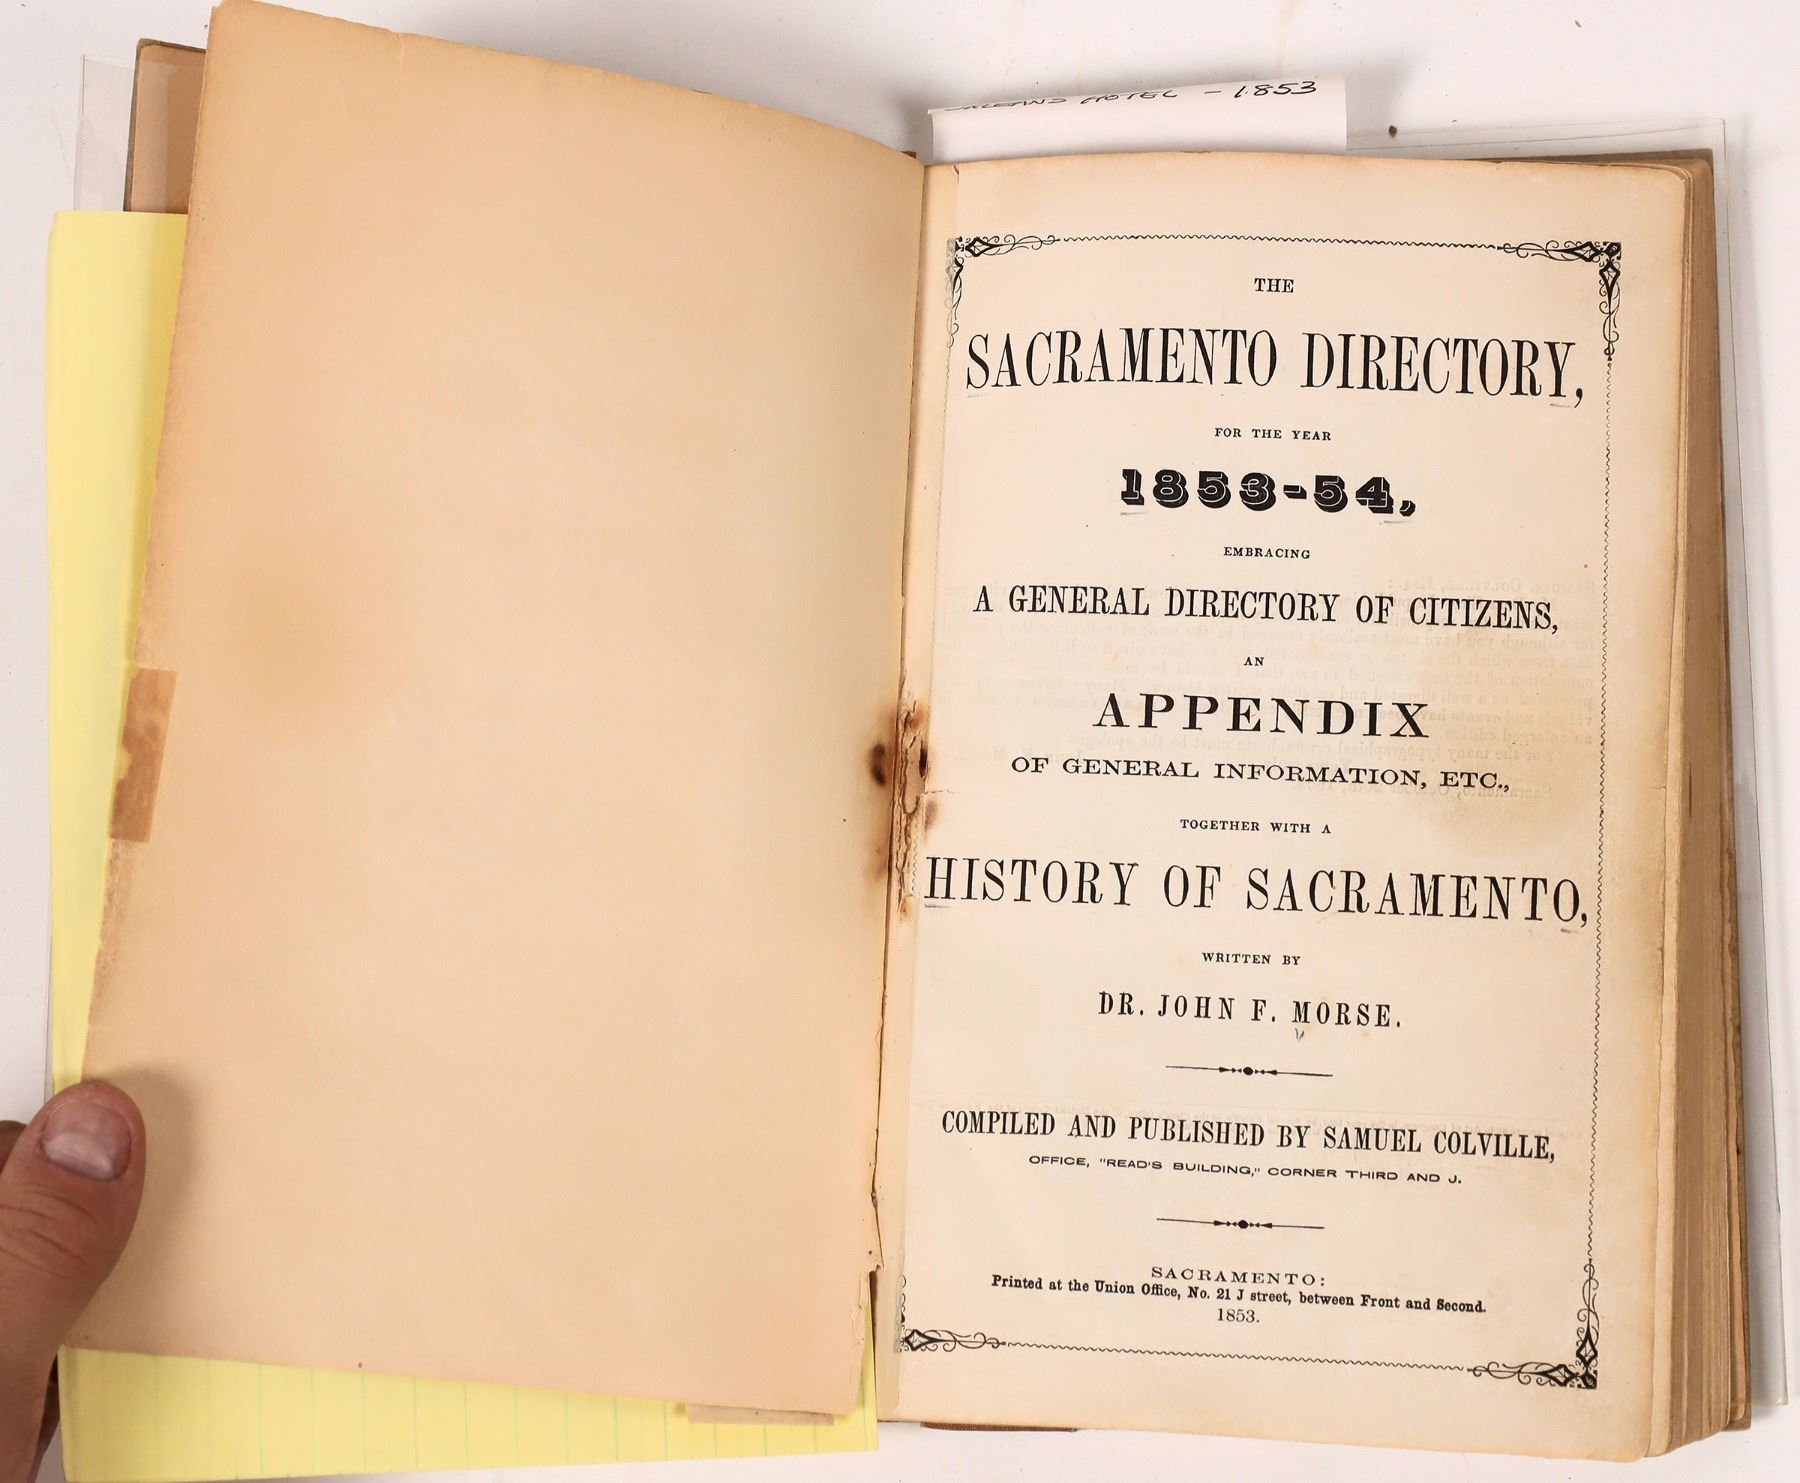 HOTEL - 1853
THE
SACRAMENTO DIRECTORY,
FOR THE YEAR
1853-54,
EMBRACING
A GENERAL DIRECTORY OF CITIZENS,
AN
APPENDIX
OF GENERAL INFORMATION, ETC.,
TOGETHER WITH A
HISTORY OF SACRAMENTO,
WRITTEN BY
DR. JOHN F. MORSE.
COMPILED AND PUBLISHED BY SAMUEL COLVILLE,
OFFICE, "READ'S BUILDING," CORNER THIRD AND J.
SACRAMENTO:
Printed at the Union Office, No. 21 J street, between Front and Second.
1853.